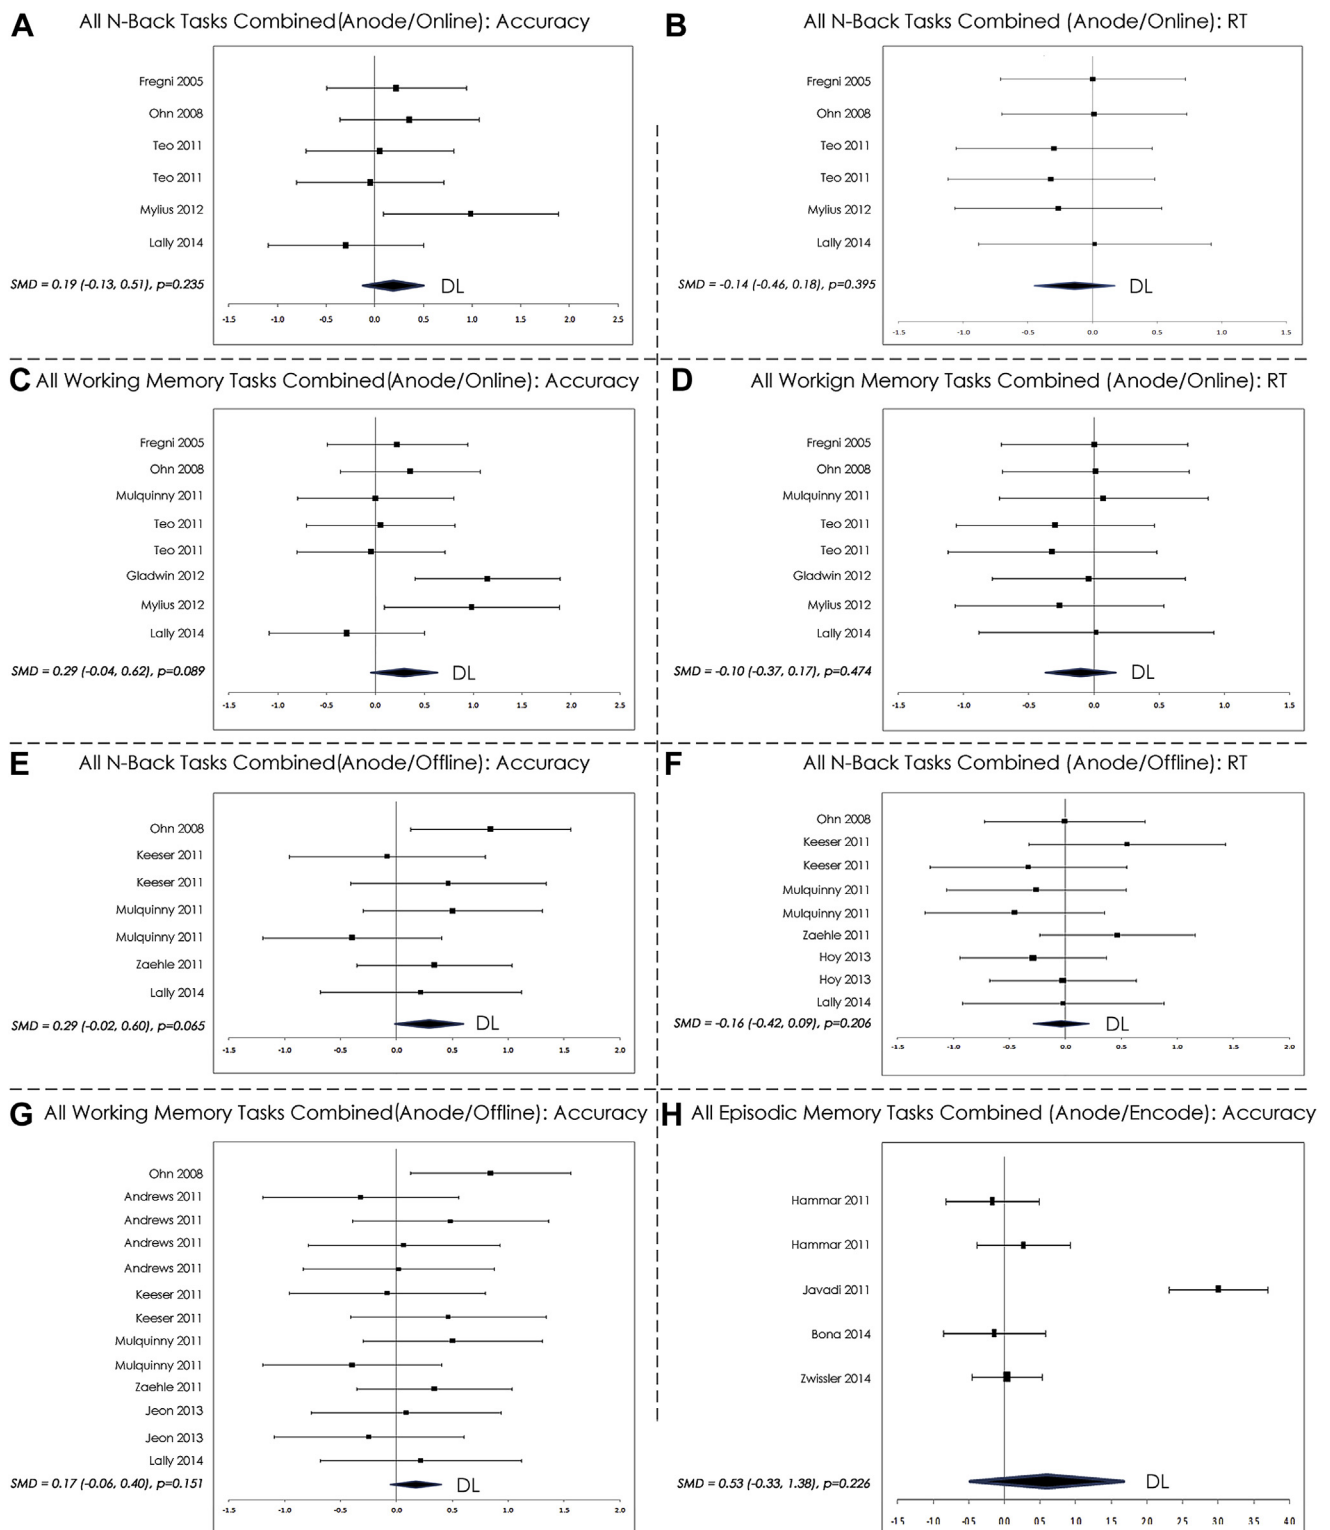 A All N-Back Tasks Combined(Anode/Online): Accuracy
Fregni 2005
Ohn 2008
Teo 2011
Teo 2011
Mylius 2012
Lally 2014
SMD = 0.19 (-0.13, 0.51), p=0.235
DL
-1.5 -1.0 -0.5 0.0 0.5 1.0 1.5 2.0 2.5
B All N-Back Tasks Combined (Anode/Online): RT
Fregni 2005
Ohn 2008
Teo 2011
Teo 2011
Mylius 2012
Lally 2014
SMD = -0.14 (-0.46, 0.18), p=0.395
DL
-1.5 -1.0 -0.5 0.0 0.5 1.0 1.5
C All Working Memory Tasks Combined(Anode/Online): Accuracy
Fregni 2005
Ohn 2008
Mulquinny 2011
Teo 2011
Teo 2011
Gladwin 2012
Mylius 2012
Lally 2014
SMD = 0.29 (-0.04, 0.62), p=0.089
DL
-1.5 -1.0 -0.5 0.0 0.5 1.0 1.5 2.0 2.5
D All Workign Memory Tasks Combined (Anode/Online): RT
Fregni 2005
Ohn 2008
Mulquinny 2011
Teo 2011
Teo 2011
Gladwin 2012
Mylius 2012
Lally 2014
SMD = -0.10 (-0.37, 0.17), p=0.474
DL
-1.5 -1.0 -0.5 0.0 0.5 1.0 1.5
E All N-Back Tasks Combined(Anode/Offline): Accuracy
Ohn 2008
Keeser 2011
Keeser 2011
Mulquinny 2011
Mulquinny 2011
Zaehle 2011
Lally 2014
SMD = 0.29 (-0.02, 0.60), p=0.065
DL
-1.5 -1.0 -0.5 0.0 0.5 1.0 1.5 2.0
F All N-Back Tasks Combined (Anode/Offline): RT
Ohn 2008
Keeser 2011
Keeser 2011
Mulquinny 2011
Mulquinny 2011
Zaehle 2011
Hoy 2013
Hoy 2013
Lally 2014
SMD = -0.16 (-0.42, 0.09), p=0.206
DL
-1.5 -1.0 -0.5 0.0 0.5 1.0 1.5 2.0
G All Working Memory Tasks Combined(Anode/Offline): Accuracy
Ohn 2008
Andrews 2011
Andrews 2011
Andrews 2011
Andrews 2011
Keeser 2011
Keeser 2011
Mulquinny 2011
Mulquinny 2011
Zaehle 2011
Jeon 2013
Jeon 2013
Lally 2014
SMD = 0.17 (-0.06, 0.40), p=0.151
DL
-1.5 -1.0 -0.5 0.0 0.5 1.0 1.5 2.0
H All Episodic Memory Tasks Combined (Anode/Encode): Accuracy
Hammar 2011
Hammar 2011
Javadi 2011
Bona 2014
Zwissler 2014
SMD = 0.53 (-0.33, 1.38), p=0.226
DL
-1.5 -1.0 -0.5 0.0 0.5 1.0 1.5 2.0 2.5 3.0 3.5 4.0